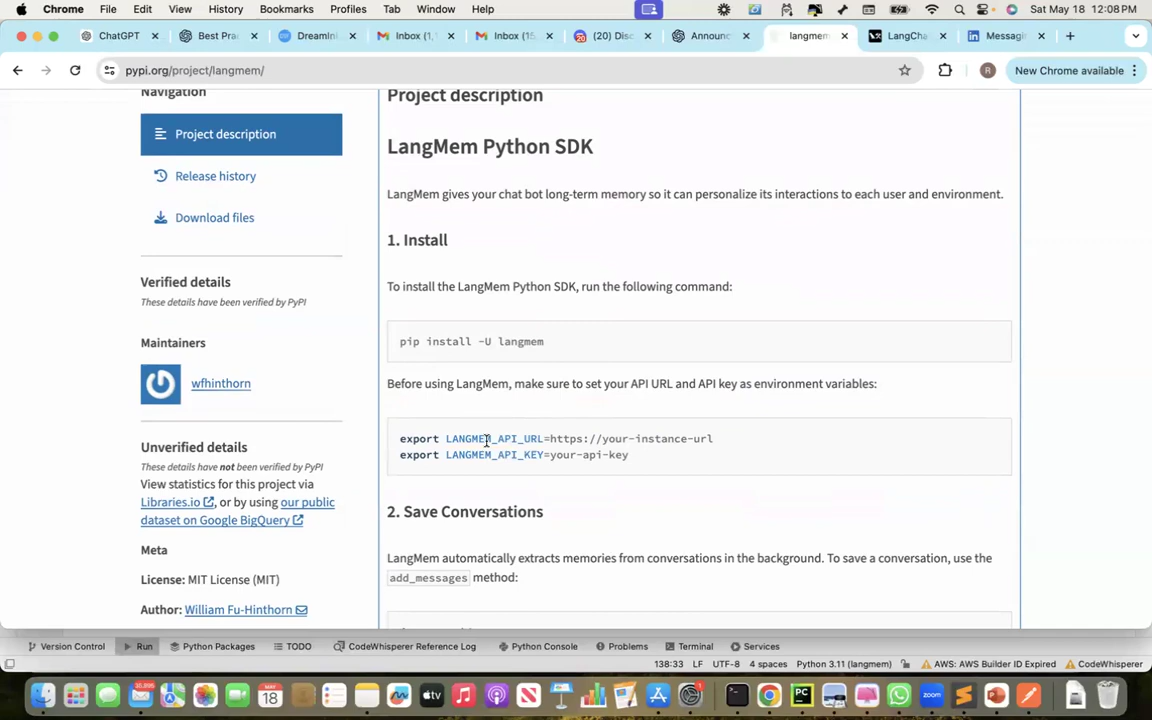 Chrome File Edit View History Bookmarks Profiles Tab Window Help Sat May 18 12:08 PM
ChatGPT Best Pra DreamInk Inbox (1, Inbox (15, (20) Disc Announc langmem LangCha Messagin
pypi.org/project/langmem/ R New Chrome available
Navigation
Project description
Release history
Download files
Verified details
These details have been verified by PyPI
Maintainers
wfhinthorn
Unverified details
These details have not been verified by PyPI
View statistics for this project via
Libraries.io, or by using our public
dataset on Google BigQuery
Meta
License: MIT License (MIT)
Author: William Fu-Hinthorn
Project description
LangMem Python SDK
LangMem gives your chat bot long-term memory so it can personalize its interactions to each user and environment.
1. Install
To install the LangMem Python SDK, run the following command:
pip install -U langmem
Before using LangMem, make sure to set your API URL and API key as environment variables:
export LANGMEM_API_URL=https://your-instance-url
export LANGMEM_API_KEY=your-api-key
2. Save Conversations
LangMem automatically extracts memories from conversations in the background. To save a conversation, use the
add_messages method:
Version Control Run Python Packages TODO CodeWhisperer Reference Log Python Console Problems Terminal Services
138:33 LF UTF-8 4 spaces Python 3.11 (langmem) AWS: AWS Builder ID Expired CodeWhisperer